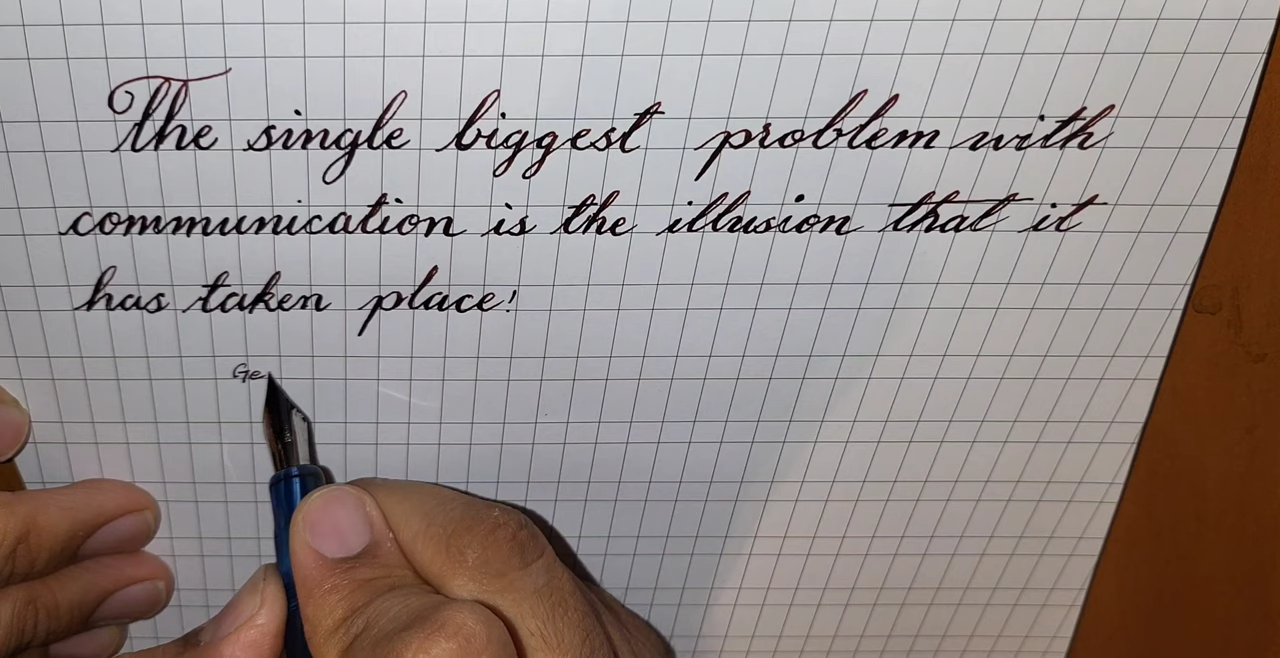 The single biggest problem with
communication is the illusion that it
has taken place!
Ge